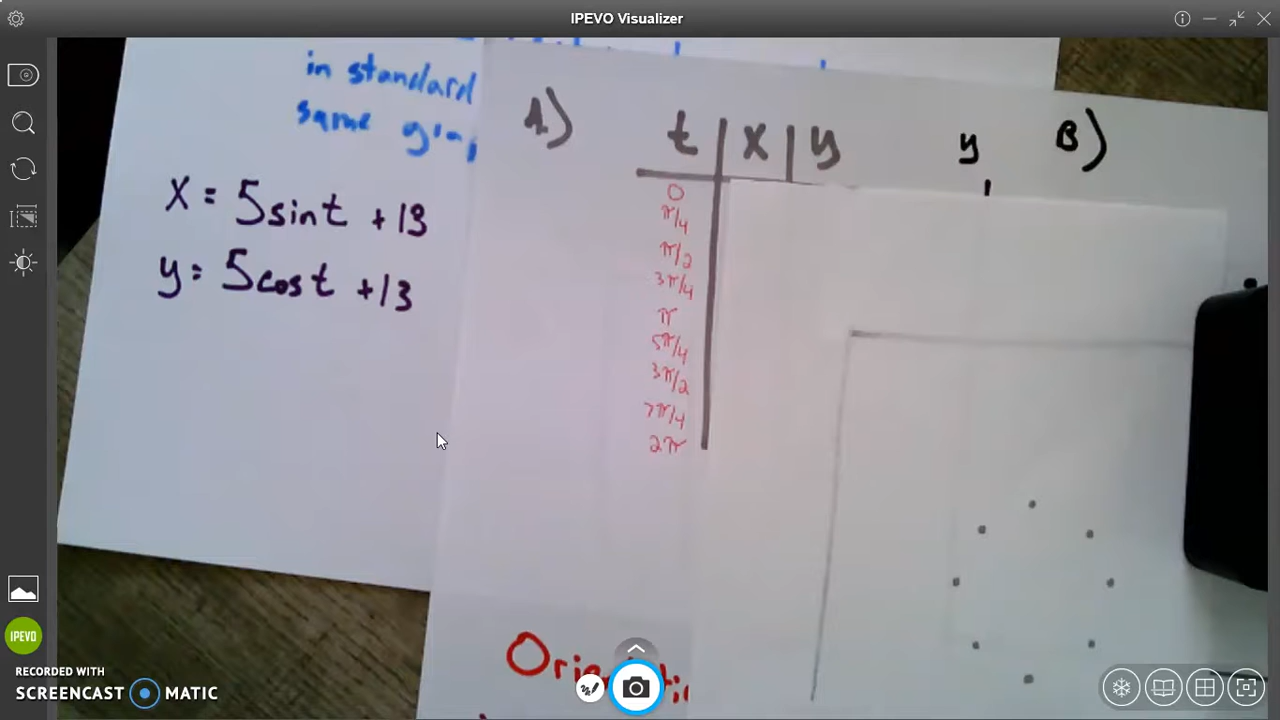 IPEVO Visualizer
in standard
same
A)
t x y
y B)
0
π/4
π/2
3π/4
π
5π/4
3π/2
7π/4
2π
x = 5sint +13
y = 5cost +13
IPEVO
RECORDED WITH
SCREENCAST MATIC